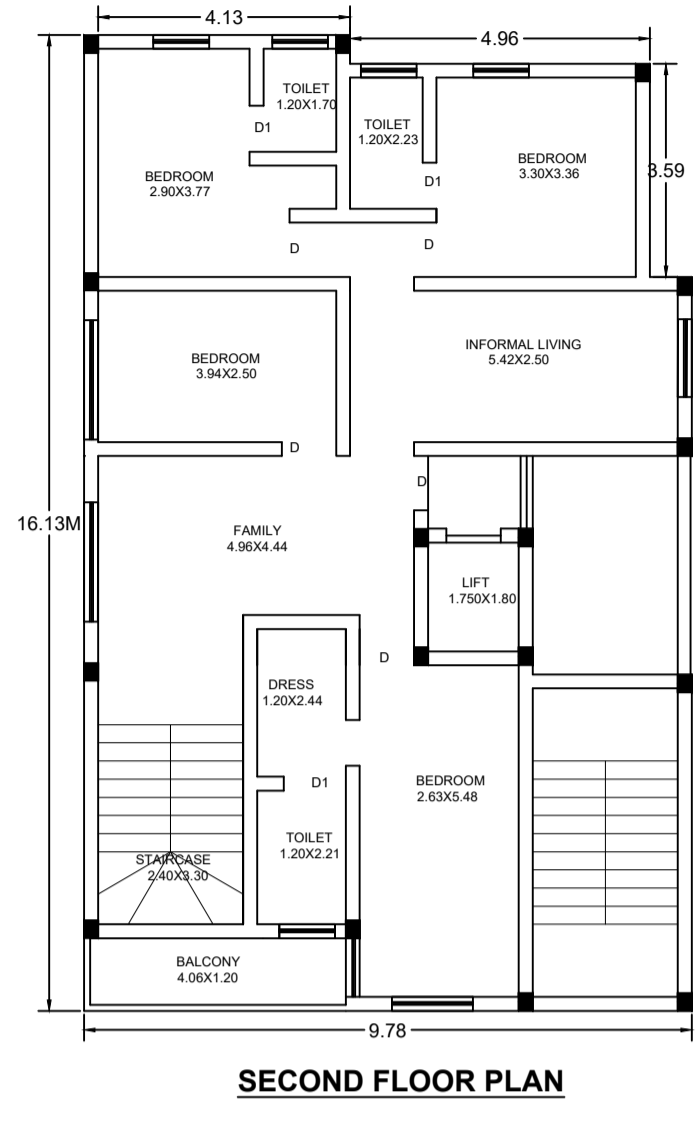 4.13
4.96
TOILET
1.20X1.70
D1
TOILET
1.20X2.23
BEDROOM
3.30X3.36
3.59
BEDROOM
2.90X3.77
D1
D
D
BEDROOM
3.94X2.50
INFORMAL LIVING
5.42X2.50
D
D
16.13M
FAMILY
4.96X4.44
LIFT
1.750X1.80
D
DRESS
1.20X2.44
D1
BEDROOM
2.63X5.48
TOILET
1.20X2.21
STAIRCASE
2.40X3.30
BALCONY
4.06X1.20
9.78
SECOND FLOOR PLAN